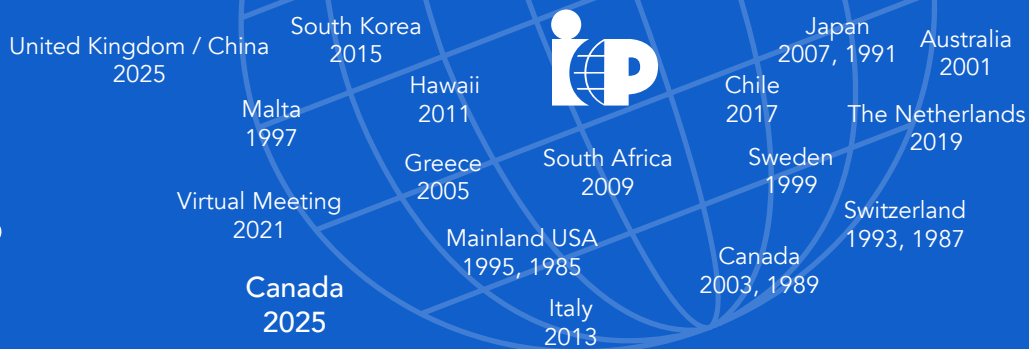 South Korea
2015
Japan
2007, 1991
Australia
2001
United Kingdom / China
2025
iCP
Hawaii
2011
Chile
2017
Malta
1997
The Netherlands
2019
Greece
2005
South Africa
2009
Sweden
1999
Virtual Meeting
2021
Switzerland
1993, 1987
Mainland USA
1995, 1985
Canada
2003, 1989
Canada
2025
Italy
2013